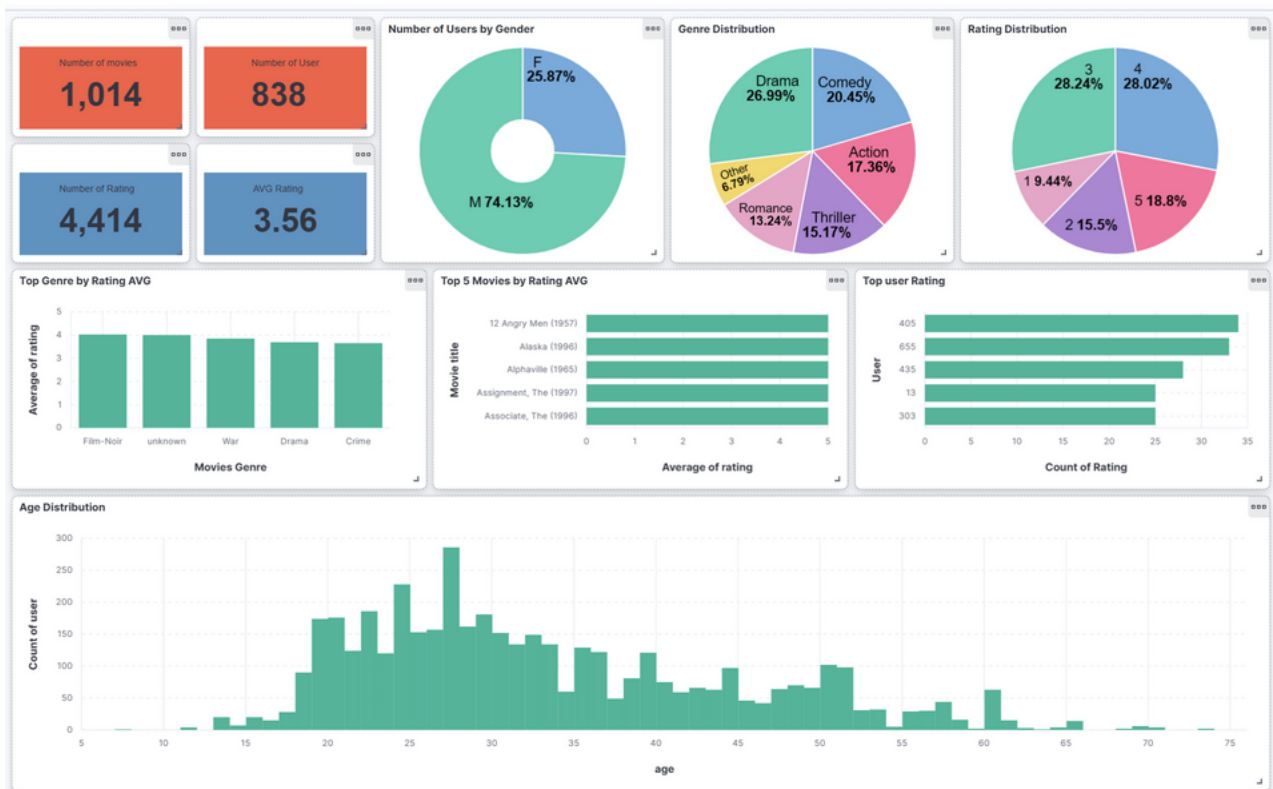 Number of movies
1,014
Number of User
838
Number of Rating
4,414
AVG Rating
3.56
Number of Users by Gender
F
25.87%
M 74.13%
Genre Distribution
Drama
26.99%
Comedy
20.45%
Action
17.36%
Other
6.79%
Romance
13.24%
Thriller
15.17%
Rating Distribution
3
28.24%
4
28.02%
1 9.44%
5 18.8%
2 15.5%
Top Genre by Rating AVG
Average of rating
5
4
3
2
1
0
Film-Noir
unknown
War
Drama
Crime
Movies Genre
Top 5 Movies by Rating AVG
Movie title
12 Angry Men (1957)
Alaska (1996)
Alphaville (1965)
Assignment, The (1997)
Associate, The (1996)
0 1 2 3 4 5
Average of rating
Top user Rating
User
405
655
435
13
303
0 5 10 15 20 25 30 35
Count of Rating
Age Distribution
Count of user
300
250
200
150
100
50
0
5 10 15 20 25 30 35 40 45 50 55 60 65 70 75
age